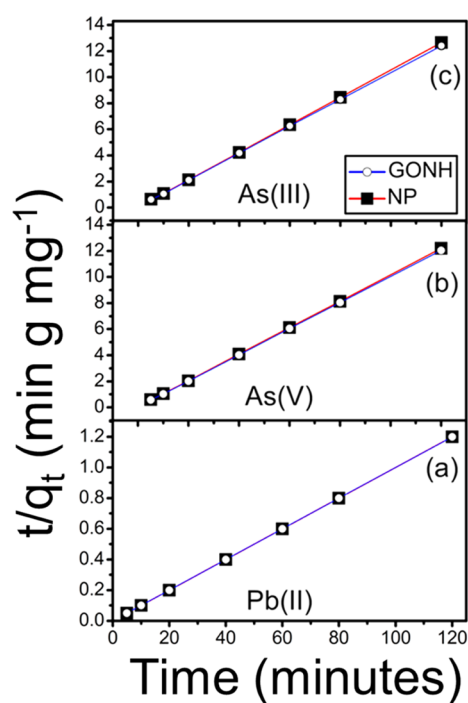 14
12
10
8
6
4
2
0
(c)
GONH
NP
As(III)
14
12
10
8
6
4
2
0
(b)
As(V)
1.2
1.0
0.8
0.6
0.4
0.2
0.0
(a)
Pb(II)
0 20 40 60 80 100 120
t/qt (min g mg-1)
Time (minutes)